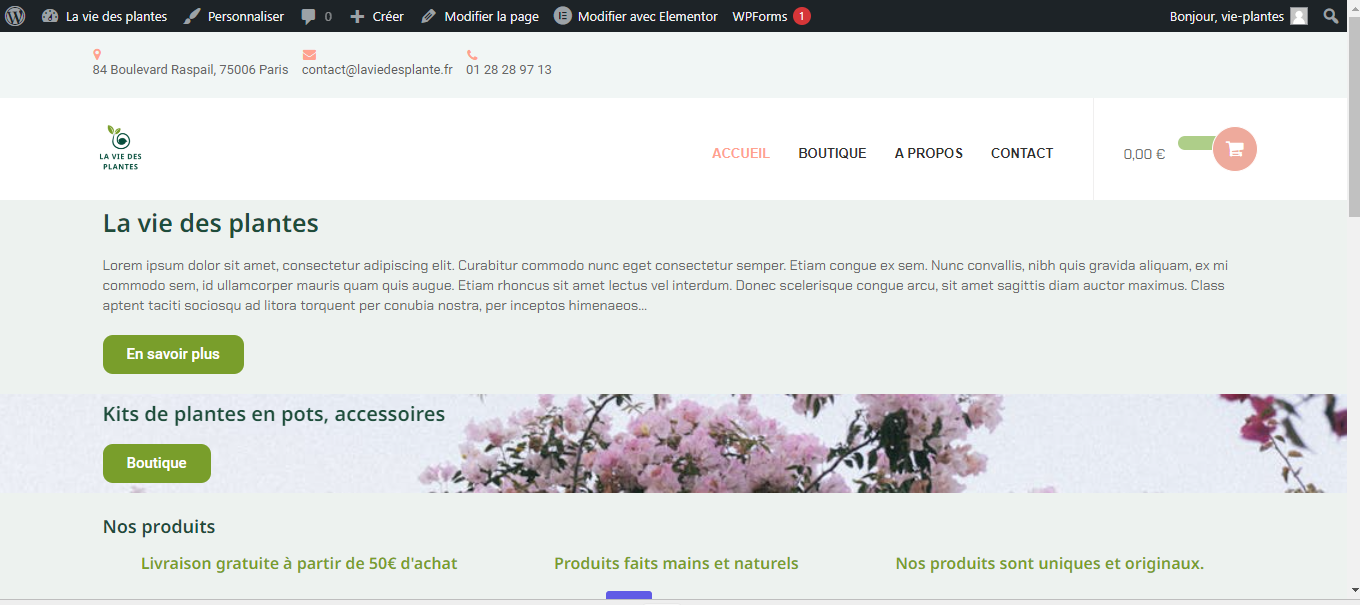 La vie des plantes Personnaliser 0 Créer Modifier la page Modifier avec Elementor WPForms 1 Bonjour, vie-plantes
84 Boulevard Raspail, 75006 Paris contact@laviedesplante.fr 01 28 28 97 13
LA VIE DES
PLANTES
ACCUEIL BOUTIQUE A PROPOS CONTACT 0,00 €
La vie des plantes
Lorem ipsum dolor sit amet, consectetur adipiscing elit. Curabitur commodo nunc eget consectetur semper. Etiam congue ex sem. Nunc convallis, nibh quis gravida aliquam, ex mi
commodo sem, id ullamcorper mauris quam quis augue. Etiam rhoncus sit amet lectus vel interdum. Donec scelerisque congue arcu, sit amet sagittis diam auctor maximus. Class
aptent taciti sociosqu ad litora torquent per conubia nostra, per inceptos himenaeos...
En savoir plus
Kits de plantes en pots, accessoires
Boutique
Nos produits
Livraison gratuite à partir de 50€ d'achat Produits faits mains et naturels Nos produits sont uniques et originaux.